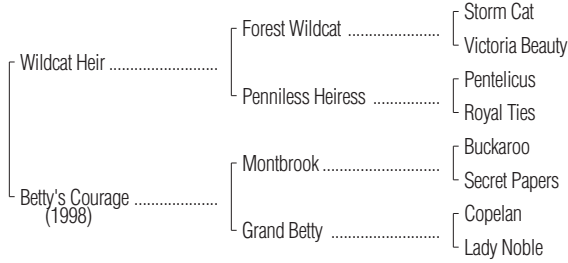 Storm Cat
Forest Wildcat ....................
Victoria Beauty
Wildcat Heir .......................
Pentelicus
Penniless Heiress ..............
Royal Ties
Buckaroo
Montbrook .........................
Secret Papers
Betty's Courage .................
(1998)
Copelan
Grand Betty .......................
Lady Noble